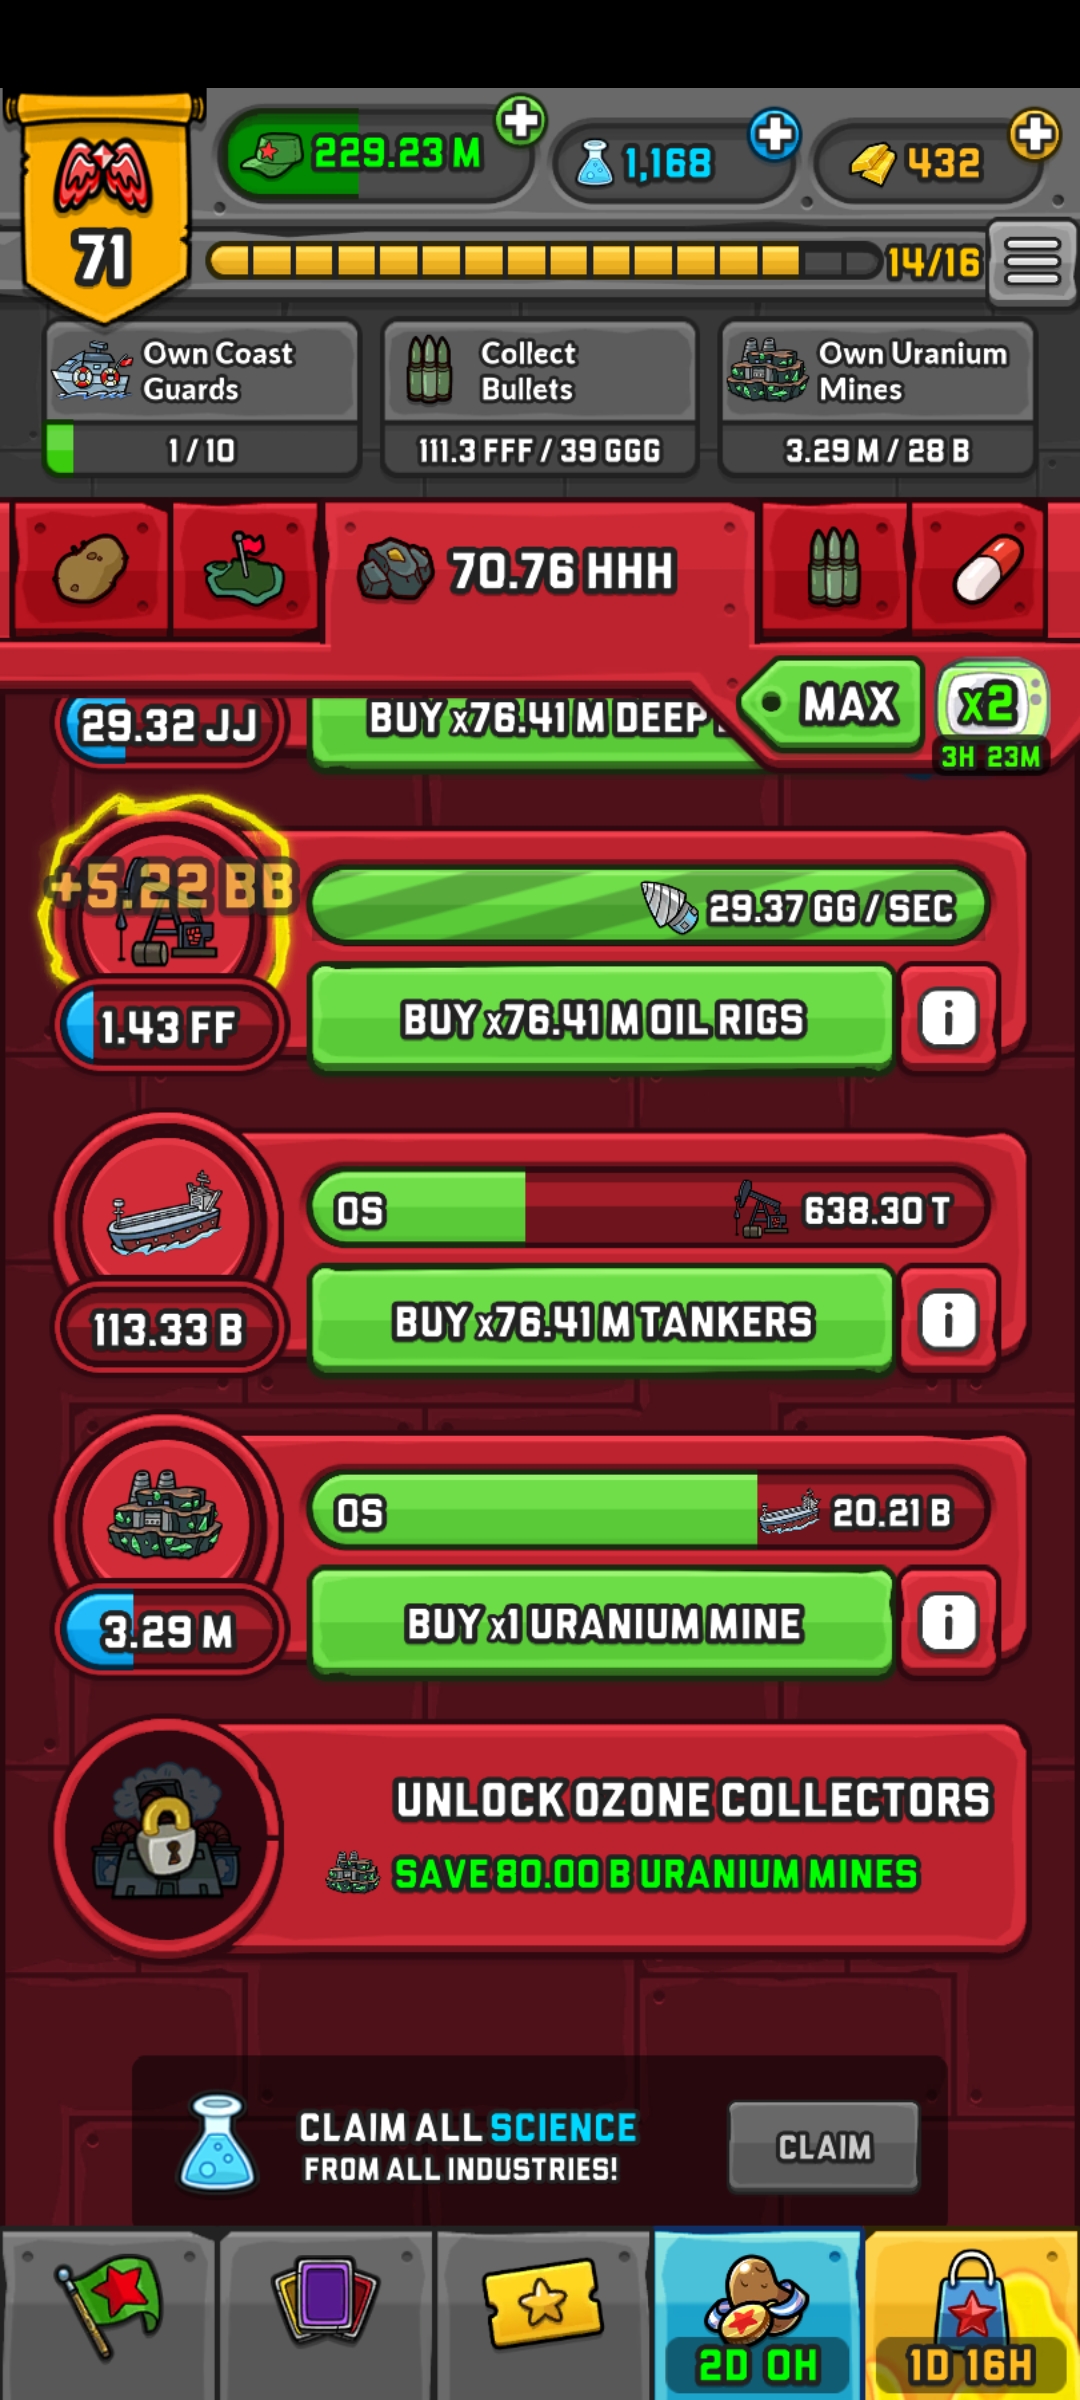 71
229.23 M
1,168
432
14/16
Own Coast
Guards
1 / 10
Collect
Bullets
111.3 FFF / 39 GGG
Own Uranium
Mines
3.29 M / 28 B
70.76 HHH
MAX
x2
3H 23M
29.32 JJ
BUY x76.41 M DEEP
+5.22 BB
29.37 GG / SEC
1.43 FF
BUY x76.41 M OIL RIGS
i
0S
638.30 T
113.33 B
BUY x76.41 M TANKERS
i
0S
20.21 B
3.29 M
BUY x1 URANIUM MINE
i
UNLOCK OZONE COLLECTORS
SAVE 80.00 B URANIUM MINES
CLAIM ALL SCIENCE
FROM ALL INDUSTRIES!
CLAIM
2D 0H
1D 16H